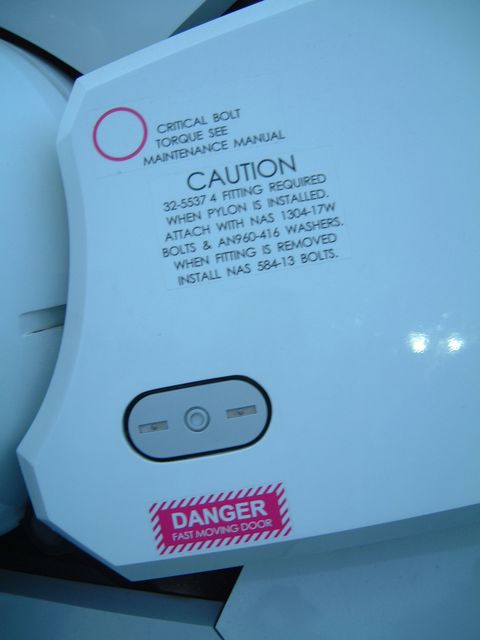 CRITICAL BOLT
TORQUE SEE
MAINTENANCE MANUAL
CAUTION
32-5537 4 FITTING REQUIRED
WHEN PYLON IS INSTALLED.
ATTACH WITH NAS 1304-17W
BOLTS & AN960-416 WASHERS.
WHEN FITTING IS REMOVED
INSTALL NAS 584-13 BOLTS.
DANGER
FAST MOVING DOOR